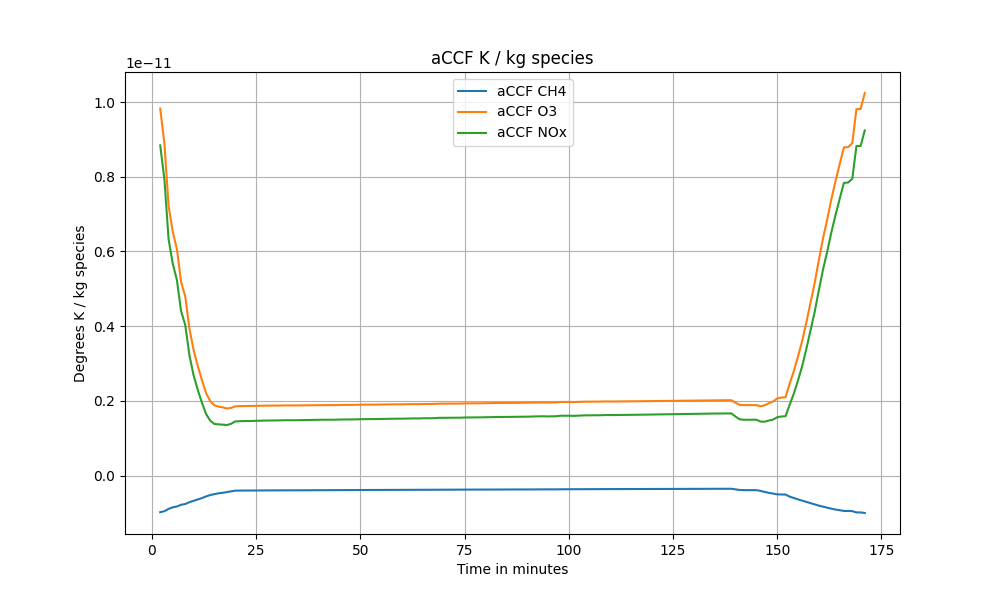 aCCF K / kg species
1e−11
aCCF CH4
aCCF O3
aCCF NOx
Degrees K / kg species
1.0
0.8
0.6
0.4
0.2
0.0
0 25 50 75 100 125 150 175
Time in minutes